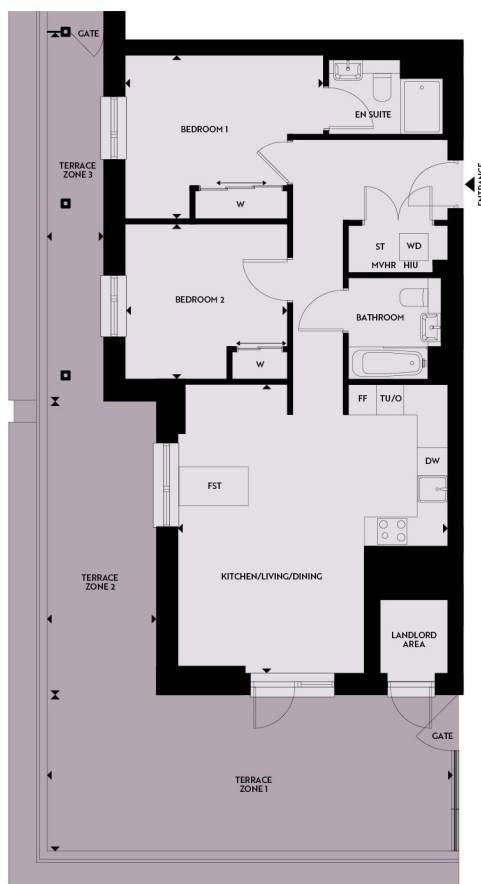 GATE
BEDROOM 1
EN SUITE
TERRACE
ZONE 3
ENTRANCE
W
ST
WD
MVHR HIU
BEDROOM 2
BATHROOM
W
FF
TU/O
DW
FST
KITCHEN/LIVING/DINING
TERRACE
ZONE 2
LANDLORD
AREA
GATE
TERRACE
ZONE 1